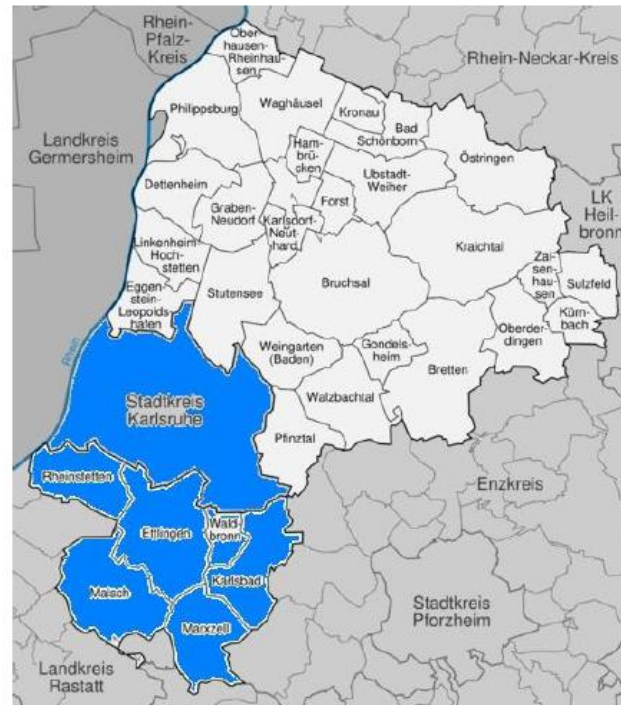 Rhein-
Pfalz-
Kreis
Ober-
hausen-
Rheinhau-
sen
Rhein-Neckar-Kreis
Philippsburg
Waghäusel
Kronau
Bad
Schönborn
Landkreis
Germersheim
Ham-
brücken
Östringen
Ubstadt-
Weiher
Dettenheim
Graben-
Neudorf
Forst
Karlsdorf-
Neut-
hard
LK
Heil-
bronn
Linkenheim-
Hoch-
stetten
Kraichtal
Zai-
sen-
hau-
sen
Sulzfeld
Eggen-
stein-
Leopolds-
hafen
Stutensee
Bruchsal
Kürn-
bach
Oberder-
dingen
Rhein
Weingarten
(Baden)
Gondels-
heim
Bretten
Stadtkreis
Karlsruhe
Walzbachtal
Pfinztal
Rheinstetten
Enzkreis
Ettlingen
Wald-
bronn
Karlsbad
Malsch
Marxzell
Stadtkreis
Pforzheim
Landkreis
Rastatt